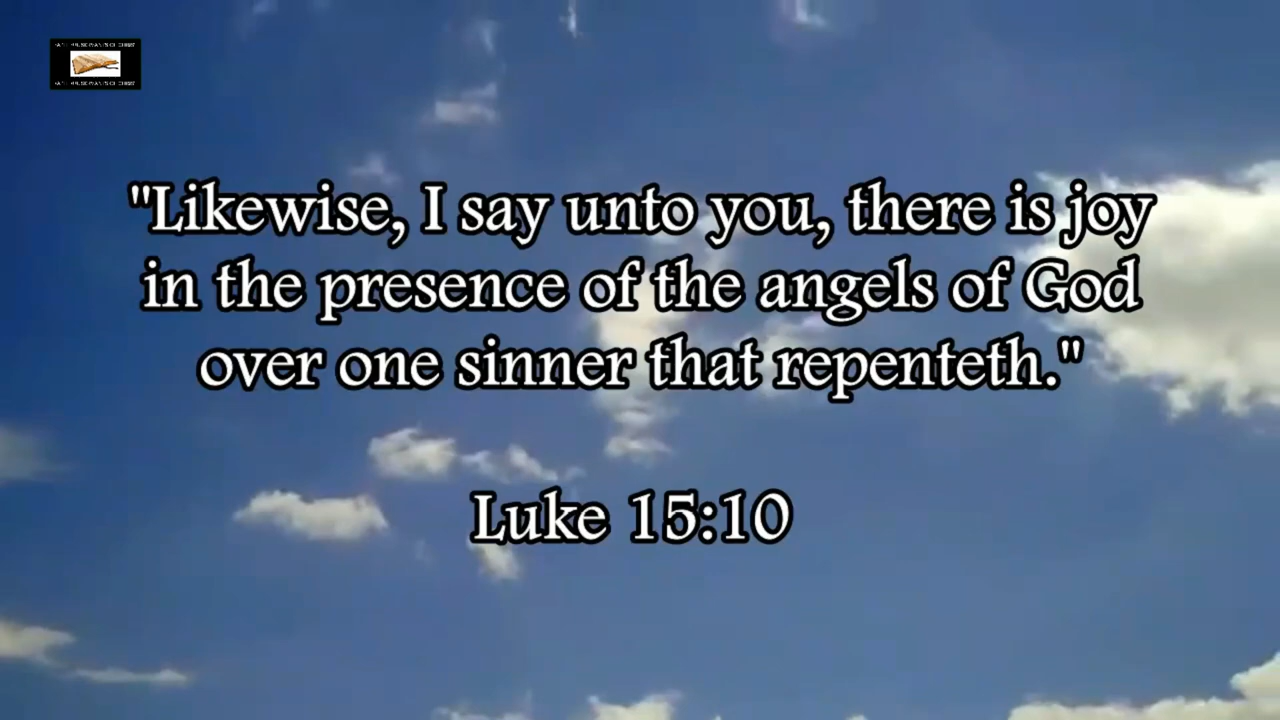 "Likewise, I say unto you, there is joy
in the presence of the angels of God
over one sinner that repenteth."
Luke 15:10